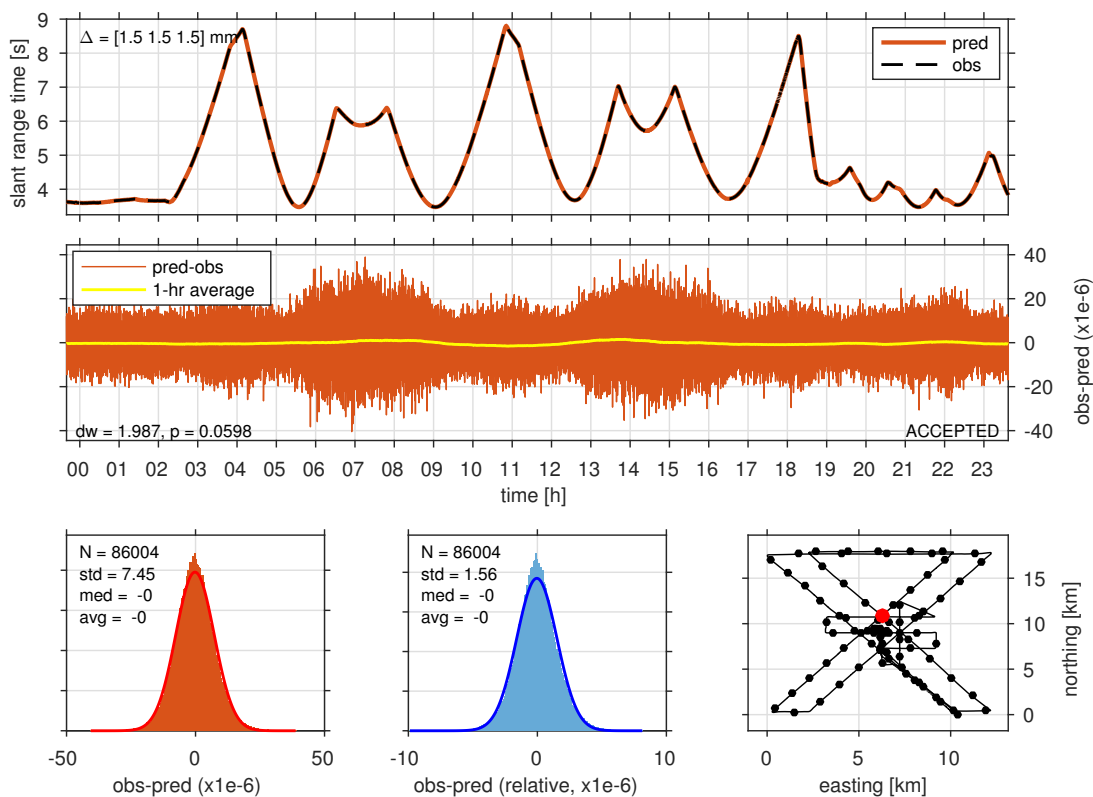 9
8
7
6
5
4
slant range time [s]
Δ = [1.5 1.5 1.5] mm
pred
obs
pred-obs
1-hr average
40
20
0
-20
-40
obs-pred (x1e-6)
dw = 1.987, p = 0.0598
ACCEPTED
00 01 02 03 04 05 06 07 08 09 10 11 12 13 14 15 16 17 18 19 20 21 22 23
time [h]
N = 86004
std = 7.45
med = -0
avg = -0
-50 0 50
obs-pred (x1e-6)
N = 86004
std = 1.56
med = -0
avg = -0
-10 0 10
obs-pred (relative, x1e-6)
15
10
5
0
northing [km]
0 5 10
easting [km]